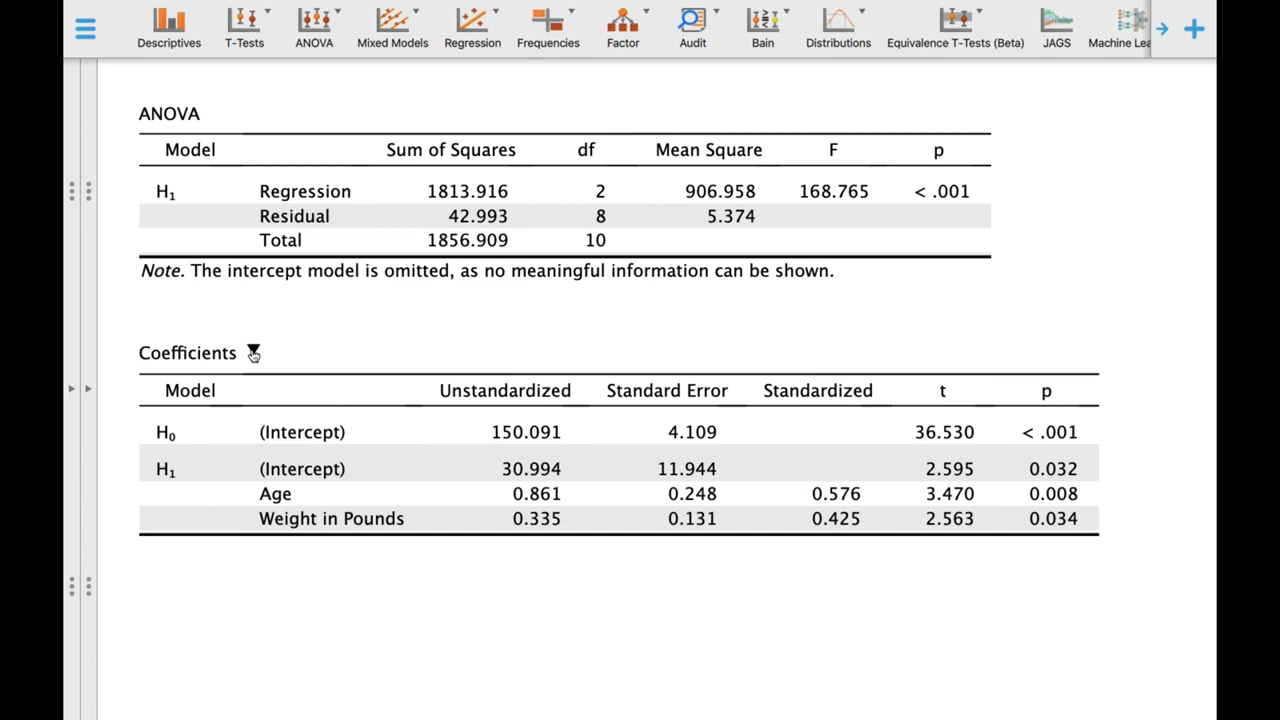 Descriptives T-Tests ANOVA Mixed Models Regression Frequencies Factor Audit Bain Distributions Equivalence T-Tests (Beta) JAGS Machine Lea
ANOVA
Model Sum of Squares df Mean Square F p
H₁ Regression 1813.916 2 906.958 168.765 < .001
Residual 42.993 8 5.374
Total 1856.909 10
Note. The intercept model is omitted, as no meaningful information can be shown.
Coefficients
Model Unstandardized Standard Error Standardized t p
H₀ (Intercept) 150.091 4.109 36.530 < .001
H₁ (Intercept) 30.994 11.944 2.595 0.032
Age 0.861 0.248 0.576 3.470 0.008
Weight in Pounds 0.335 0.131 0.425 2.563 0.034